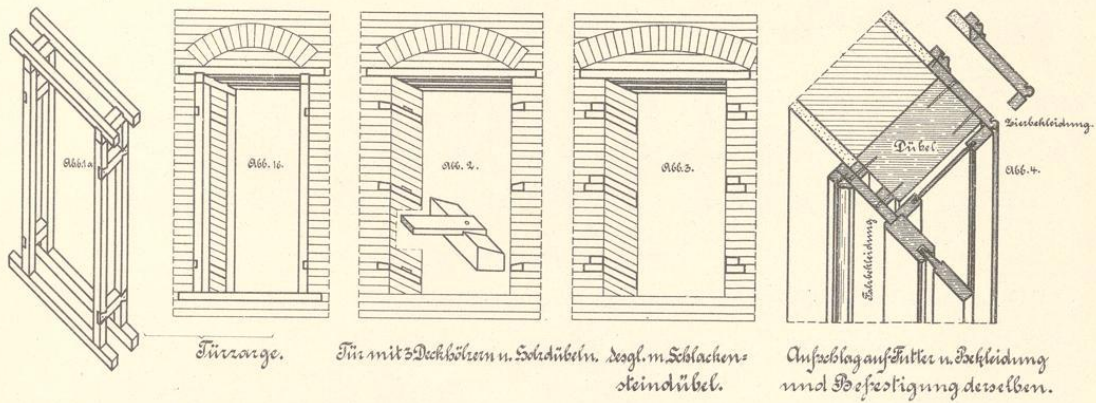 Abb. 1a
Abb. 1b.
Abb. 2.
Abb. 3.
Zierbekleidung.
Dübel.
Abb. 4.
Falzbekleidung
Türzarge.
Tür mit 3 Deckhölzern u. Holzdübeln.
desgl. m. Schlacken=
steindübel.
Aufschlag auf Futter u. Bekleidung
und Befestigung derselben.